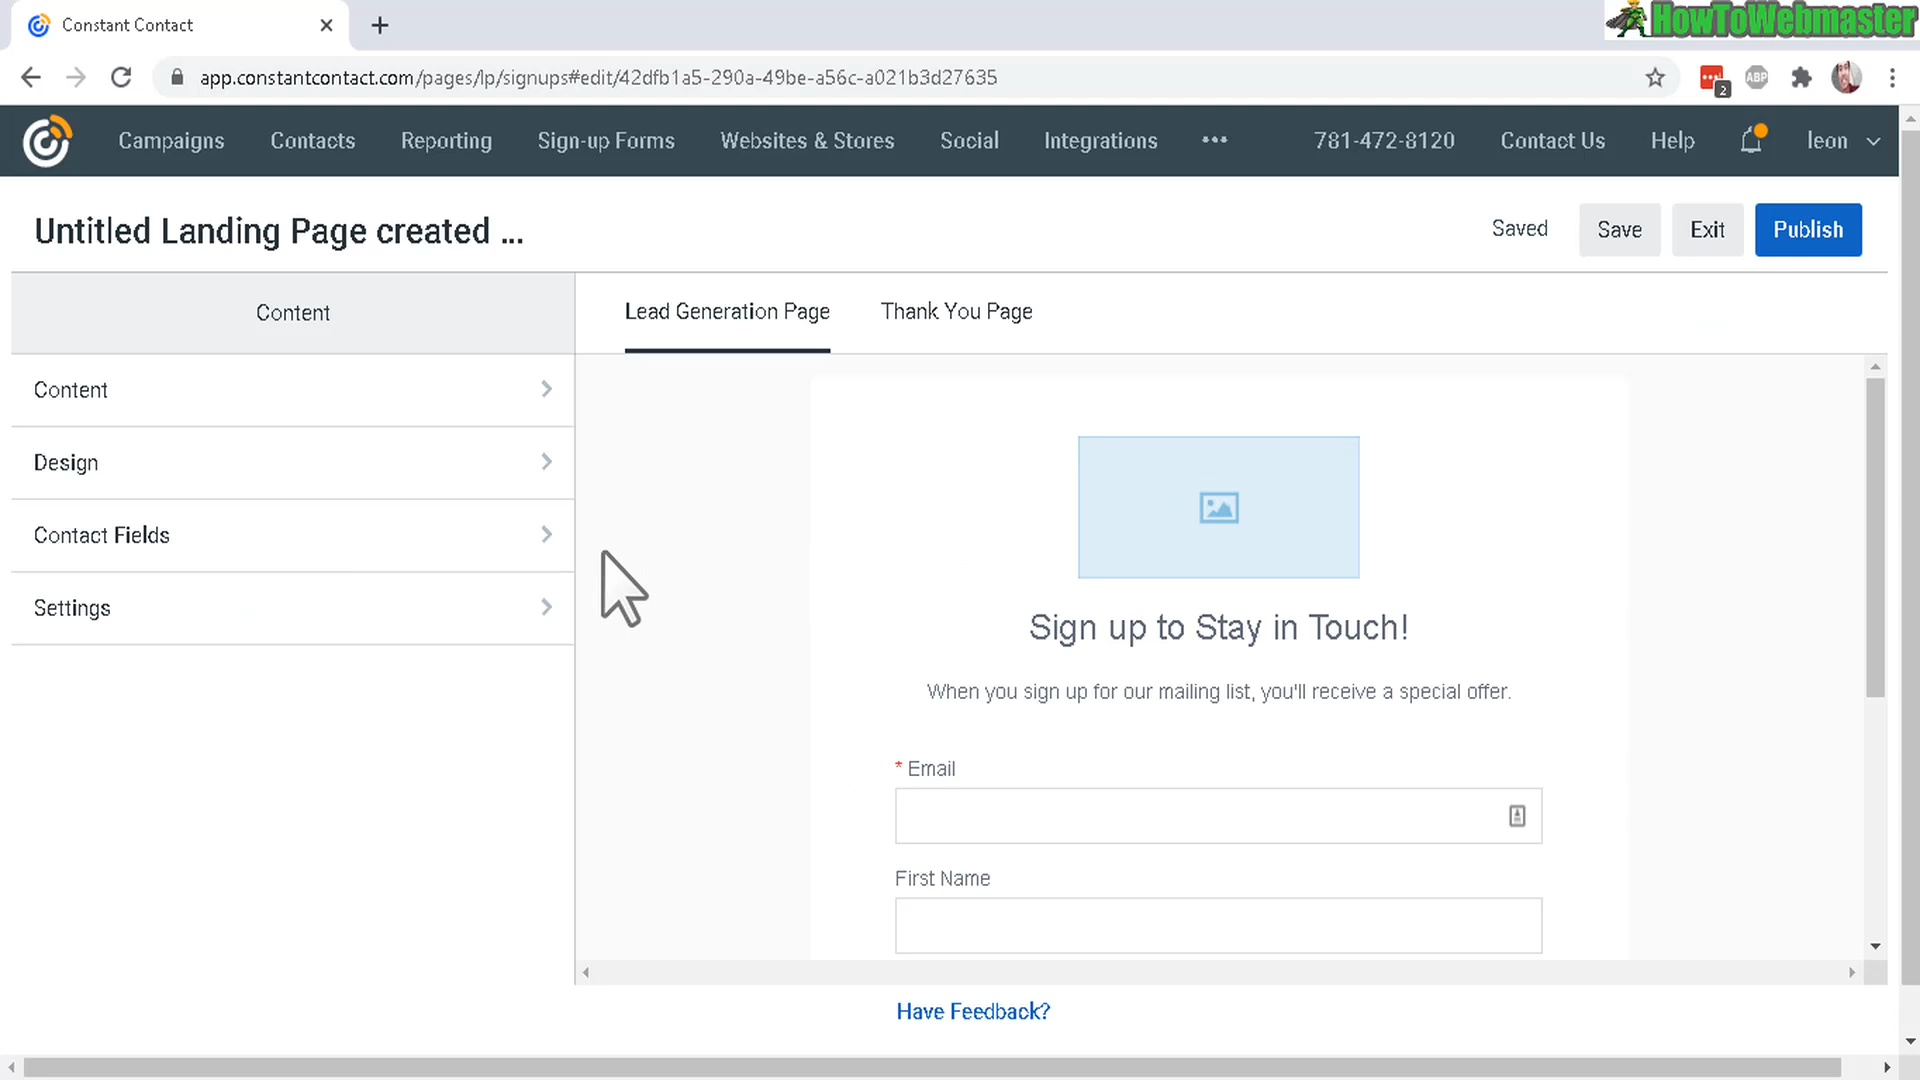 Constant Contact
HowToWebmaster
app.constantcontact.com/pages/lp/signups#edit/42dfb1a5-290a-49be-a56c-a021b3d27635
ABP
2
Campaigns Contacts Reporting Sign-up Forms Websites & Stores Social Integrations ••• 781-472-8120 Contact Us Help leon
Untitled Landing Page created ...
Saved Save Exit Publish
Content
Lead Generation Page Thank You Page
Content
Design
Contact Fields
Settings
Sign up to Stay in Touch!
When you sign up for our mailing list, you'll receive a special offer.
* Email
First Name
Have Feedback?